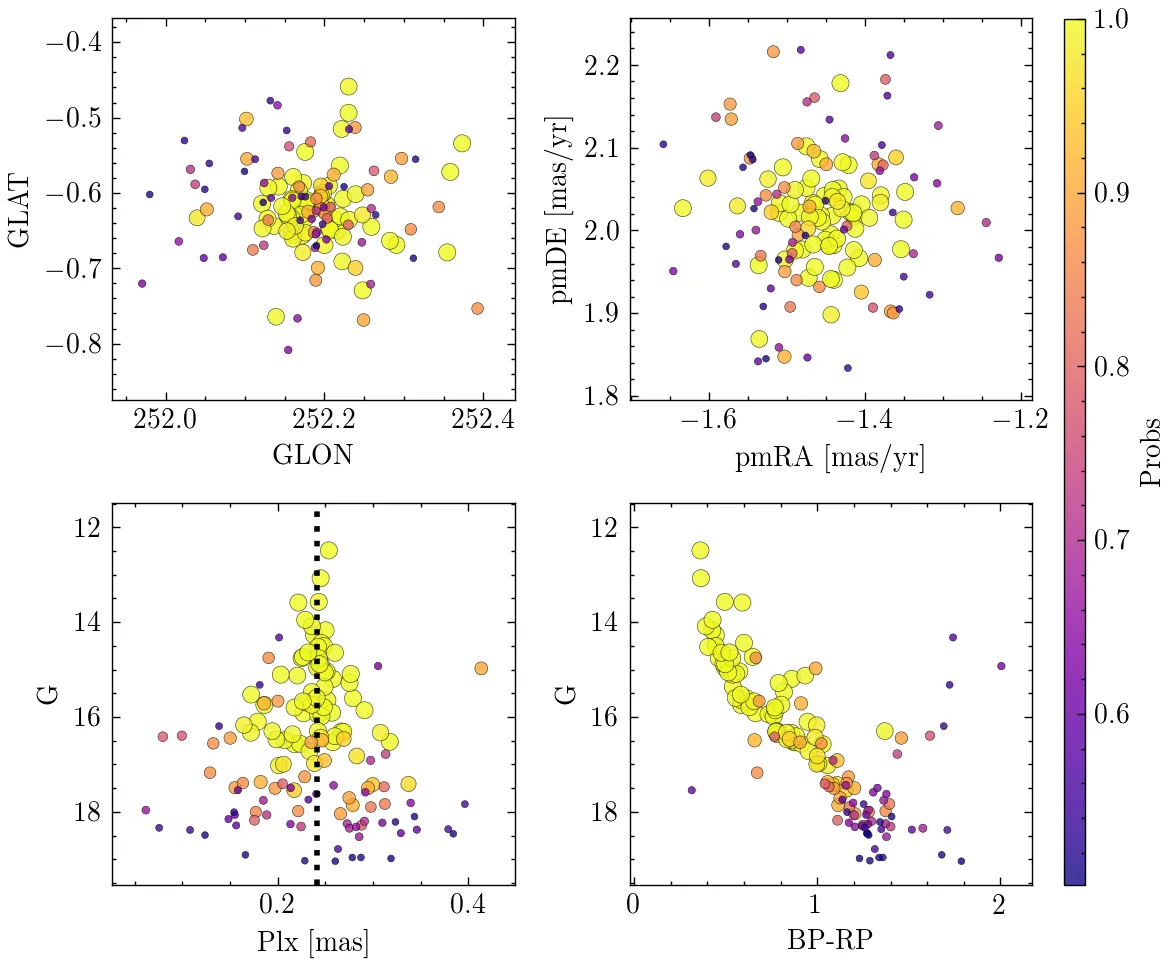 −0.4
−0.5
−0.6
−0.7
−0.8
GLAT
252.0 252.2 252.4
GLON
2.2
2.1
2.0
1.9
1.8
pmDE [mas/yr]
−1.6 −1.4 −1.2
pmRA [mas/yr]
1.0
0.9
0.8
0.7
0.6
Probs
12
14
16
18
G
0.2 0.4
Plx [mas]
12
14
16
18
G
0 1 2
BP-RP